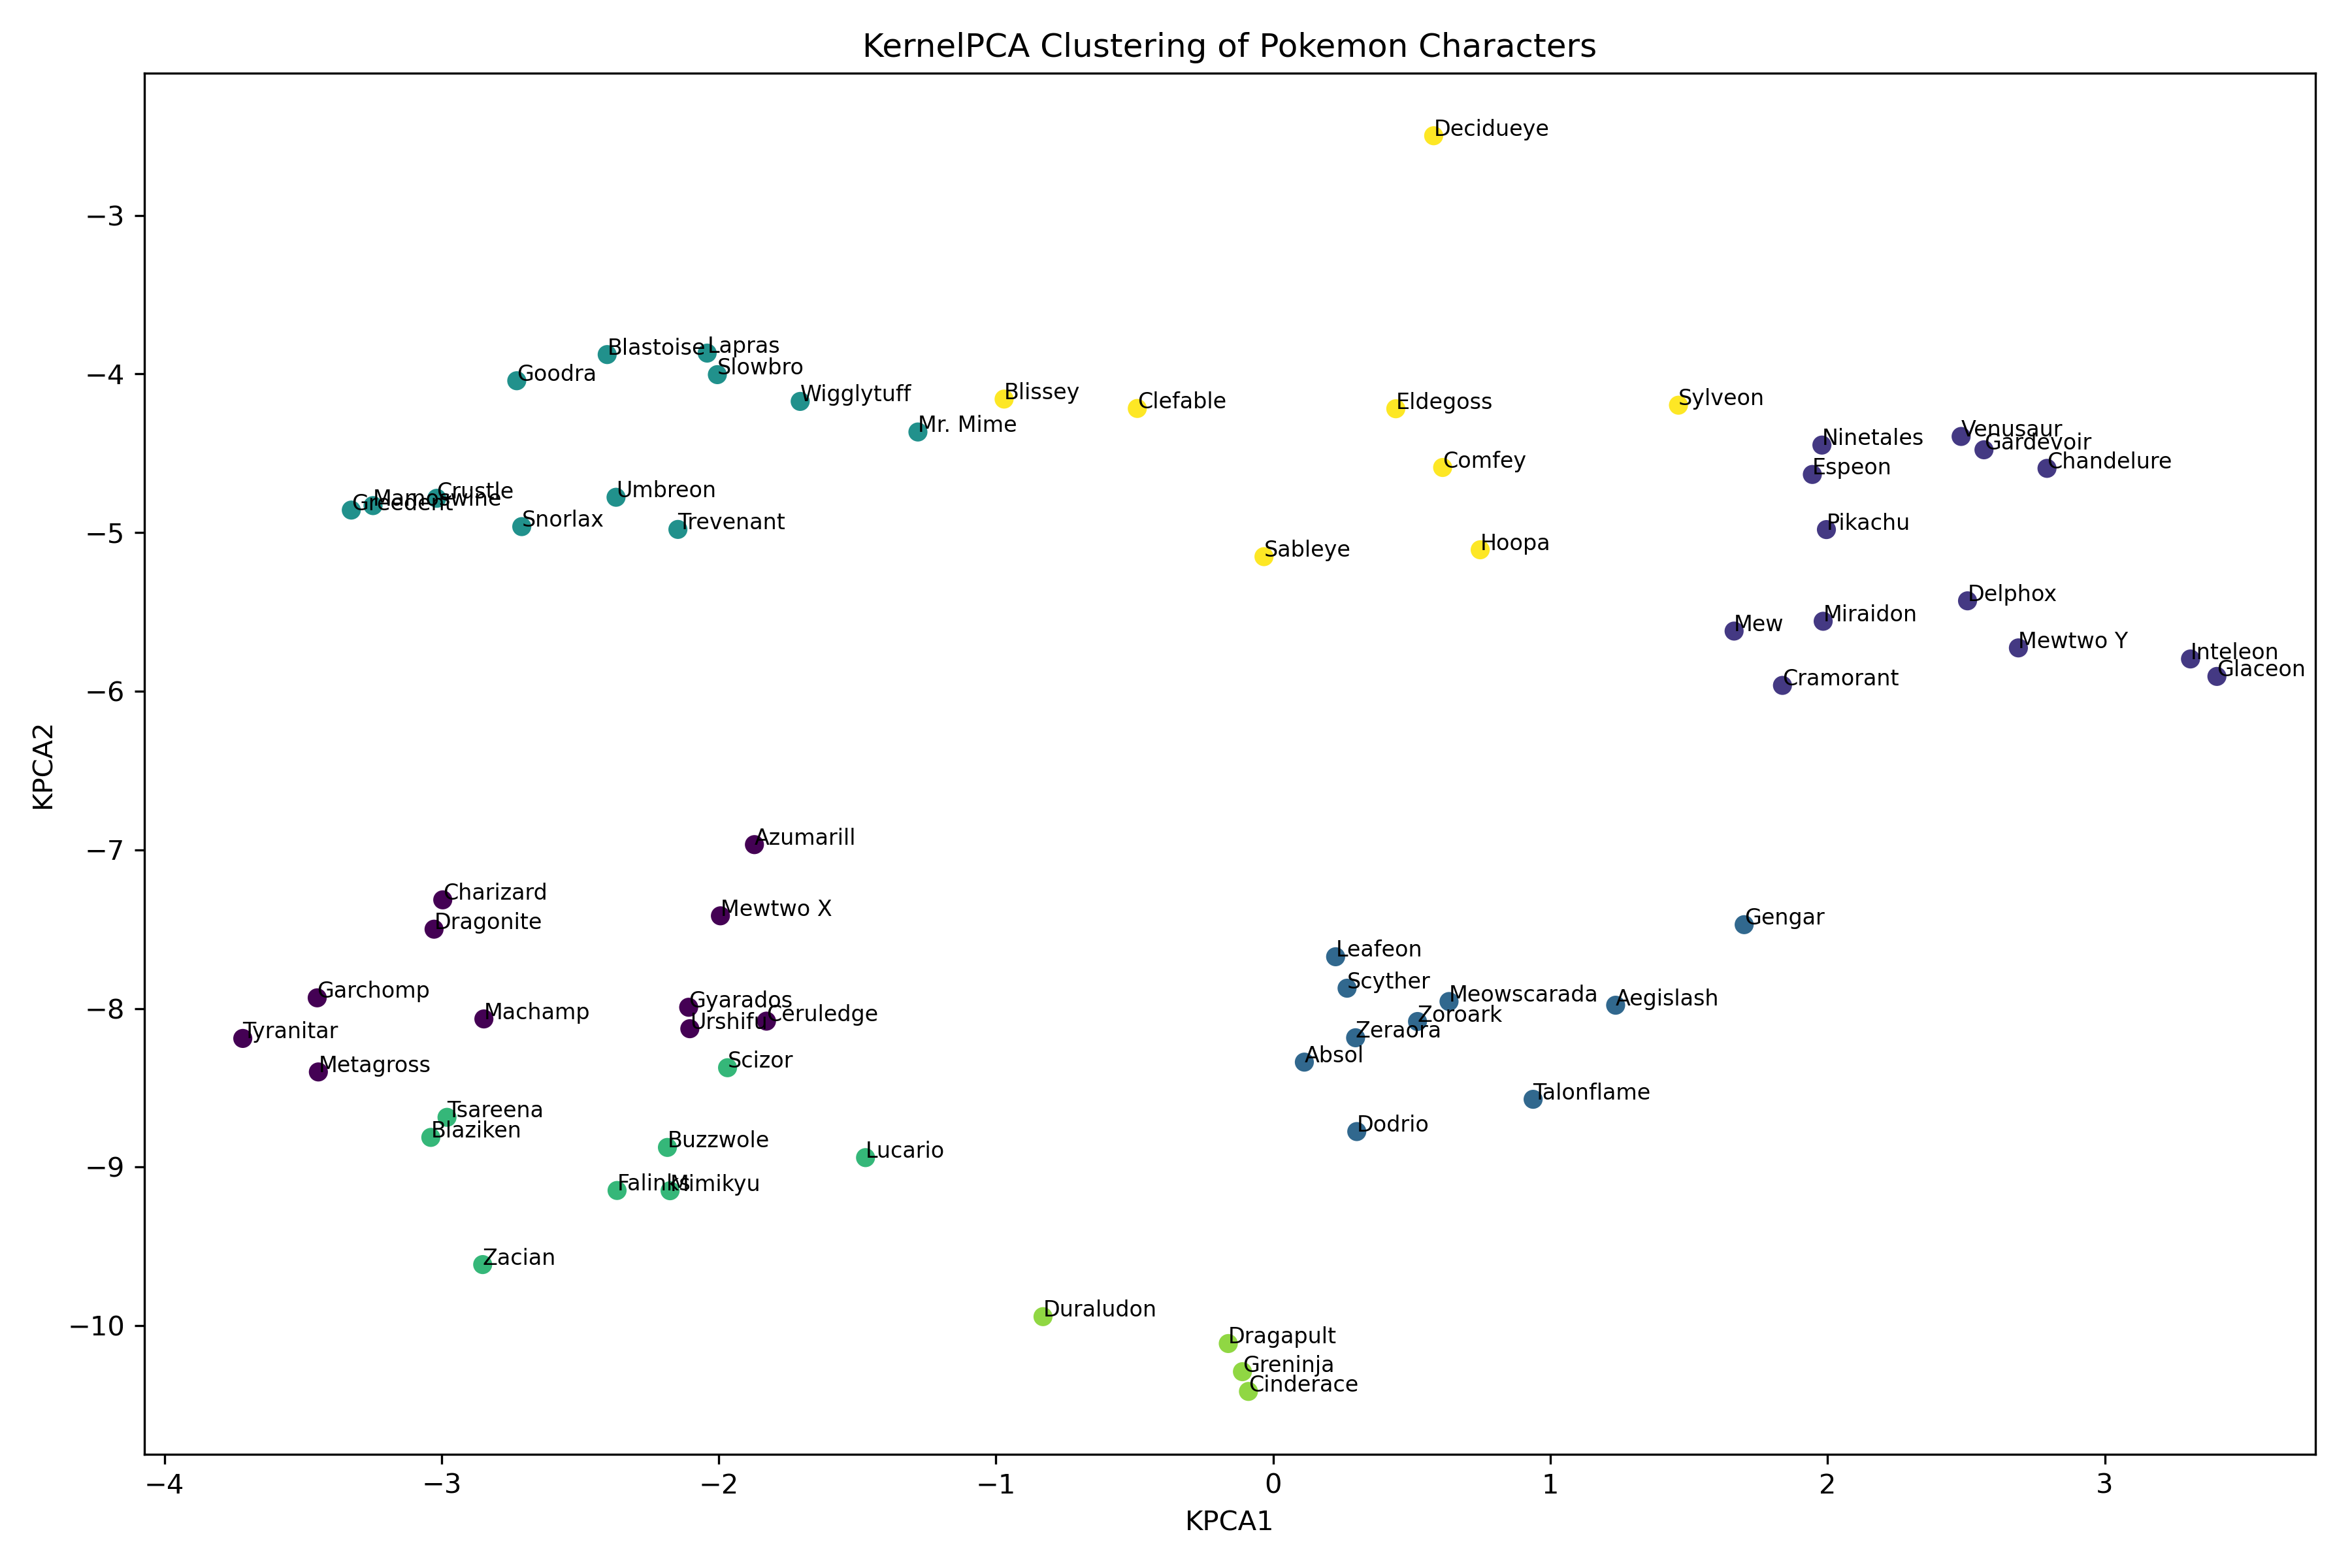 KernelPCA Clustering of Pokemon Characters
Decidueye
−3
Blastoise
Lapras
Slowbro
−4
Goodra
Wigglytuff
Blissey
Clefable
Eldegoss
Sylveon
Mr. Mime
Ninetales
Venusaur
Gardevoir
Chandelure
Comfey
Espeon
Crustle
Mamoswine
Greedent
Umbreon
Snorlax
Trevenant
Pikachu
−5
Sableye
Hoopa
Delphox
Mew
Miraidon
Mewtwo Y
Inteleon
Glaceon
Cramorant
−6
KPCA2
Azumarill
−7
Charizard
Mewtwo X
Dragonite
Gengar
Leafeon
Garchomp
Scyther
Gyarados
Meowscarada
Aegislash
−8
Machamp
Urshifu
Ceruledge
Zoroark
Tyranitar
Zeraora
Metagross
Scizor
Absol
Tsareena
Talonflame
Blaziken
Dodrio
Buzzwole
Lucario
−9
Falinks
Mimikyu
Zacian
Duraludon
−10
Dragapult
Greninja
Cinderace
−4 −3 −2 −1 0 1 2 3
KPCA1